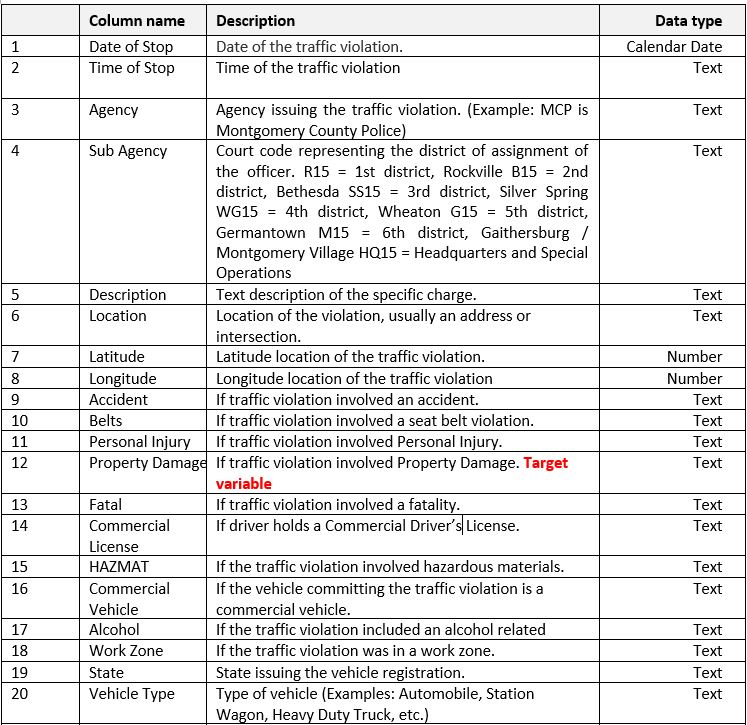 Column name Description Data type
1 Date of Stop Date of the traffic violation. Calendar Date
2 Time of Stop Time of the traffic violation Text
3 Agency Agency issuing the traffic violation. (Example: MCP is Text
Montgomery County Police)
4 Sub Agency Court code representing the district of assignment of Text
the officer. R15 = 1st district, Rockville B15 = 2nd
district, Bethesda SS15 = 3rd district, Silver Spring
WG15 = 4th district, Wheaton G15 = 5th district,
Germantown M15 = 6th district, Gaithersburg /
Montgomery Village HQ15 = Headquarters and Special
Operations
5 Description Text description of the specific charge. Text
6 Location Location of the violation, usually an address or Text
intersection.
7 Latitude Latitude location of the traffic violation. Number
8 Longitude Longitude location of the traffic violation Number
9 Accident If traffic violation involved an accident. Text
10 Belts If traffic violation involved a seat belt violation. Text
11 Personal Injury If traffic violation involved Personal Injury. Text
12 Property Damage If traffic violation involved Property Damage. Target Text
variable
13 Fatal If traffic violation involved a fatality. Text
14 Commercial If driver holds a Commercial Driver's License. Text
License
15 HAZMAT If the traffic violation involved hazardous materials. Text
16 Commercial If the vehicle committing the traffic violation is a Text
Vehicle commercial vehicle.
17 Alcohol If the traffic violation included an alcohol related Text
18 Work Zone If the traffic violation was in a work zone. Text
19 State State issuing the vehicle registration. Text
20 Vehicle Type Type of vehicle (Examples: Automobile, Station Text
Wagon, Heavy Duty Truck, etc.)